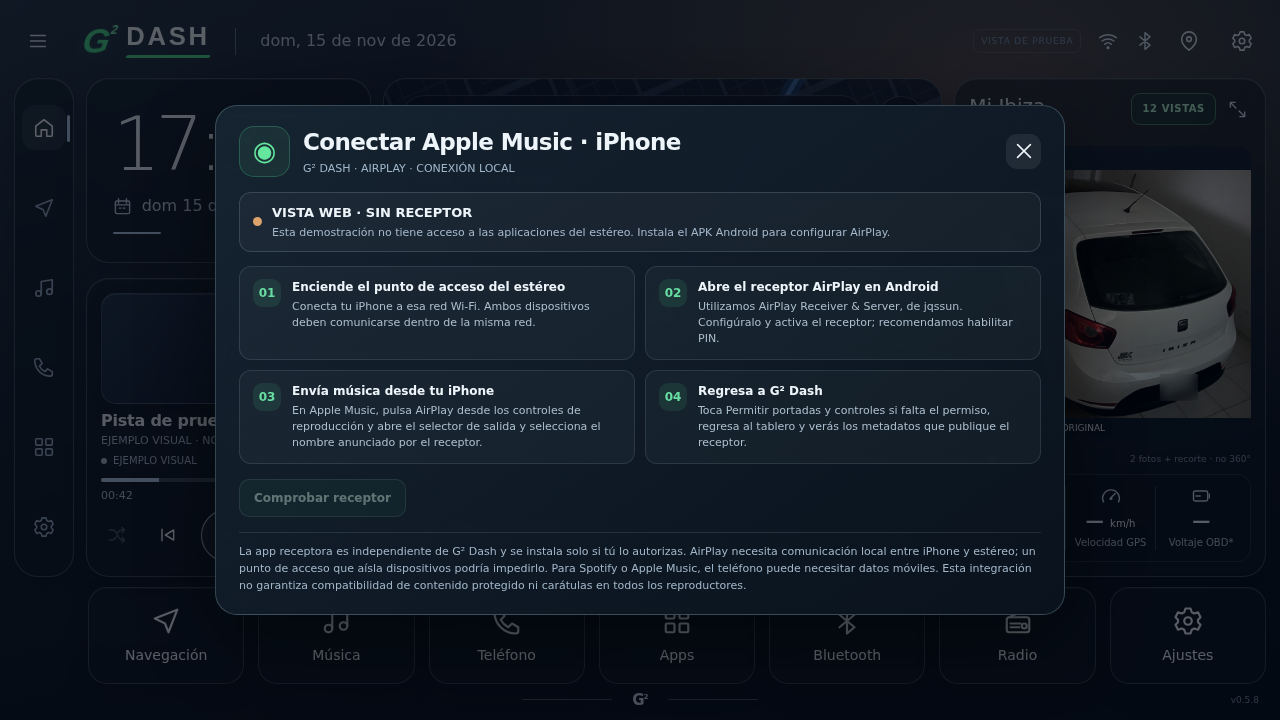 G² DASH
dom, 15 de nov de 2026
VISTA DE PRUEBA
17:
dom 15 d
Mi Ibiza
12 VISTAS
Conectar Apple Music · iPhone
G² DASH · AIRPLAY · CONEXIÓN LOCAL
VISTA WEB · SIN RECEPTOR
Esta demostración no tiene acceso a las aplicaciones del estéreo. Instala el APK Android para configurar AirPlay.
01
Enciende el punto de acceso del estéreo
Conecta tu iPhone a esa red Wi-Fi. Ambos dispositivos
deben comunicarse dentro de la misma red.
02
Abre el receptor AirPlay en Android
Utilizamos AirPlay Receiver & Server, de jqssun.
Configúralo y activa el receptor; recomendamos habilitar
PIN.
03
Envía música desde tu iPhone
En Apple Music, pulsa AirPlay desde los controles de
reproducción y abre el selector de salida y selecciona el
nombre anunciado por el receptor.
04
Regresa a G² Dash
Toca Permitir portadas y controles si falta el permiso,
regresa al tablero y verás los metadatos que publique el
receptor.
Comprobar receptor
La app receptora es independiente de G² Dash y se instala solo si tú lo autorizas. AirPlay necesita comunicación local entre iPhone y estéreo; un
punto de acceso que aísla dispositivos podría impedirlo. Para Spotify o Apple Music, el teléfono puede necesitar datos móviles. Esta integración
no garantiza compatibilidad de contenido protegido ni carátulas en todos los reproductores.
Pista de prue
EJEMPLO VISUAL · NO
EJEMPLO VISUAL
00:42
IBIZA
ORIGINAL
2 fotos + recorte · no 360°
— km/h
Velocidad GPS
—
Voltaje OBD*
Navegación
Música
Teléfono
Apps
Bluetooth
Radio
Ajustes
G²
v0.5.8